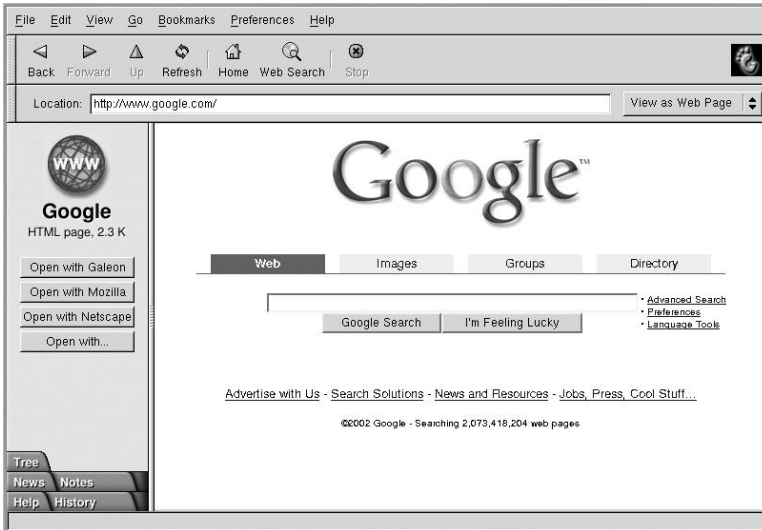 File Edit View Go Bookmarks Preferences Help
Back Forward Up Refresh Home Web Search Stop
Location: http://www.google.com/ View as Web Page
WWW
Google
HTML page, 2.3 K
Open with Galeon
Open with Mozilla
Open with Netscape
Open with...
Tree
News Notes
Help History
Google™
Web Images Groups Directory
• Advanced Search
• Preferences
• Language Tools
Google Search I'm Feeling Lucky
Advertise with Us - Search Solutions - News and Resources - Jobs, Press, Cool Stuff...
©2002 Google - Searching 2,073,418,204 web pages